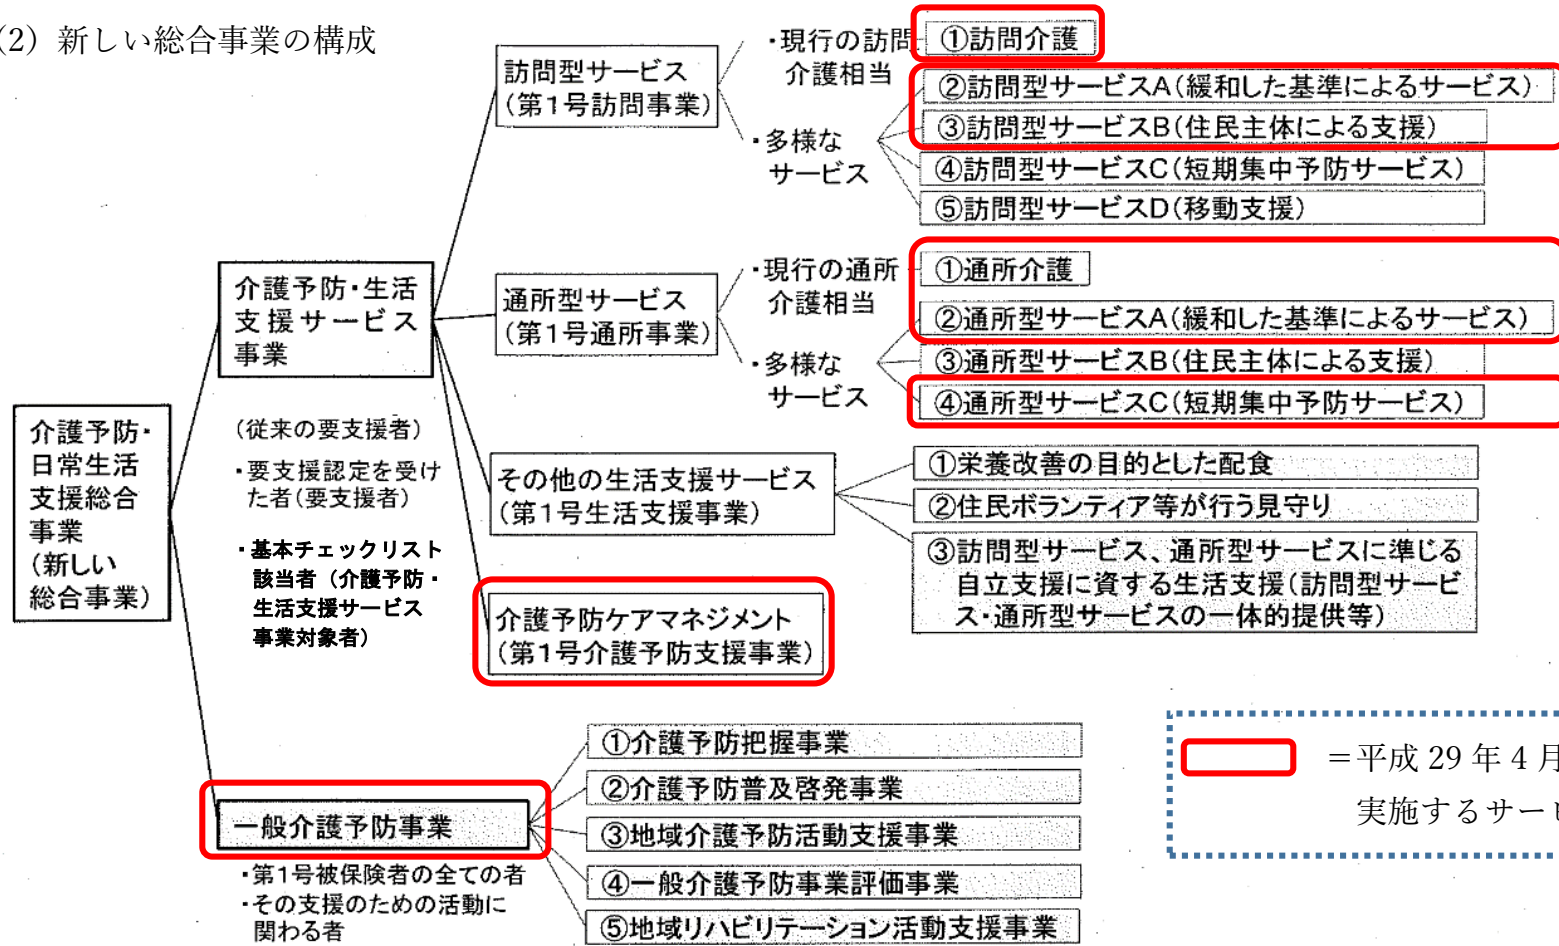 (2) 新しい総合事業の構成
介護予防・
日常生活
支援総合
事業
(新しい
総合事業)
介護予防・生活
支援サービス
事業
(従来の要支援者)
・要支援認定を受け
た者(要支援者)
・基本チェックリスト
該当者(介護予防・
生活支援サービス
事業対象者)
訪問型サービス
(第1号訪問事業)
・現行の訪問
介護相当
①訪問介護
・多様な
サービス
②訪問型サービスA(緩和した基準によるサービス)
③訪問型サービスB(住民主体による支援)
④訪問型サービスC(短期集中予防サービス)
⑤訪問型サービスD(移動支援)
通所型サービス
(第1号通所事業)
・現行の通所
介護相当
①通所介護
・多様な
サービス
②通所型サービスA(緩和した基準によるサービス)
③通所型サービスB(住民主体による支援)
④通所型サービスC(短期集中予防サービス)
その他の生活支援サービス
(第1号生活支援事業)
①栄養改善の目的とした配食
②住民ボランティア等が行う見守り
③訪問型サービス、通所型サービスに準じる
自立支援に資する生活支援(訪問型サービ
ス・通所型サービスの一体的提供等)
介護予防ケアマネジメント
(第1号介護予防支援事業)
一般介護予防事業
・第1号被保険者の全ての者
・その支援のための活動に
関わる者
①介護予防把握事業
②介護予防普及啓発事業
③地域介護予防活動支援事業
④一般介護予防事業評価事業
⑤地域リハビリテーション活動支援事業
=平成 29 年 4 月
実施するサービ